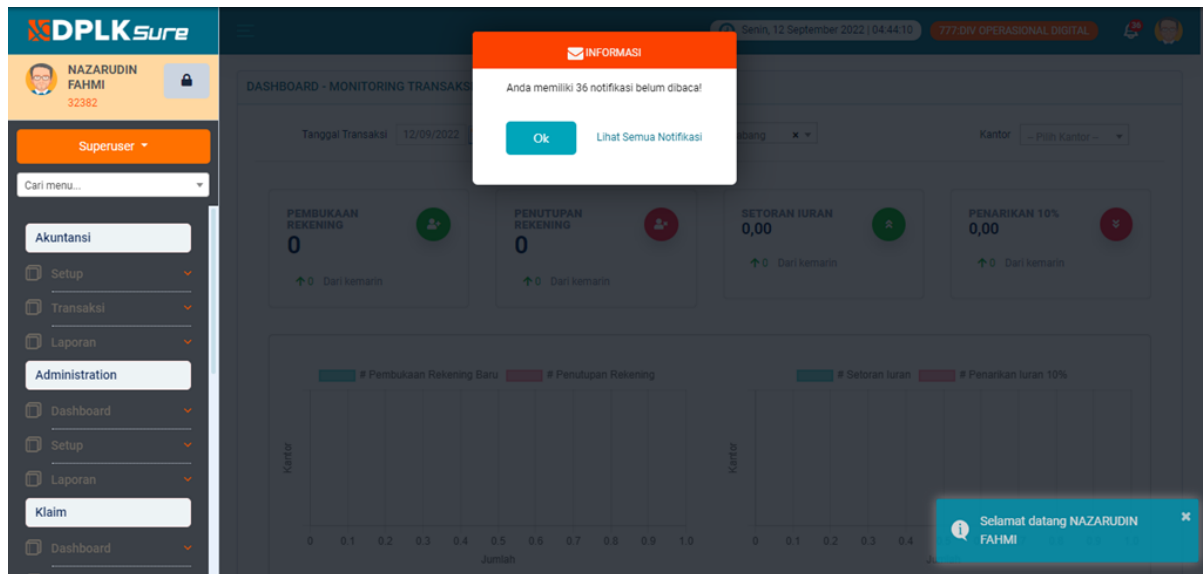 DPLKSure
NAZARUDIN
FAHMI
32382
Superuser
Cari menu...
Akuntansi
Setup
Transaksi
Laporan
Administration
Dashboard
Setup
Laporan
Klaim
Dashboard
Senin, 12 September 2022 | 04:44:10
777:DIV OPERASIONAL DIGITAL
36
INFORMASI
Anda memiliki 36 notifikasi belum dibaca!
Ok Lihat Semua Notifikasi
DASHBOARD - MONITORING TRANSAKS
Tanggal Transaksi 12/09/2022
abang × Kantor -- Pilih Kantor --
PEMBUKAAN
REKENING
0
0 Dari kemarin
PENUTUPAN
REKENING
0
0 Dari kemarin
SETORAN IURAN
0,00
0 Dari kemarin
PENARIKAN 10%
0,00
0 Dari kemarin
# Pembukaan Rekening Baru # Penutupan Rekening
Kantor
0 0.1 0.2 0.3 0.4 0.5 0.6 0.7 0.8 0.9 1.0
Jumlah
# Setoran Iuran # Penarikan Iuran 10%
Kantor
0 0.1 0.2 0.3 0.4
Selamat datang NAZARUDIN
FAHMI
×